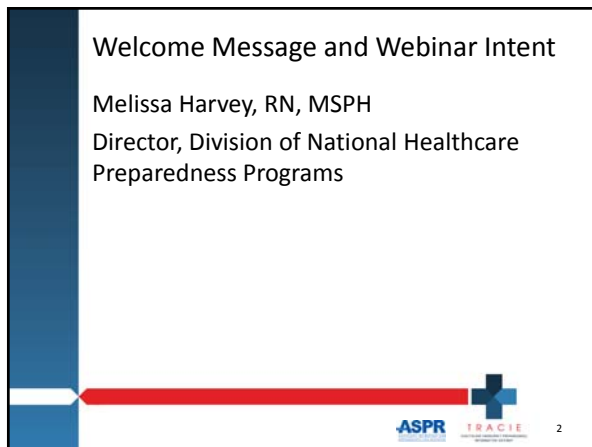 Welcome Message and Webinar Intent
Melissa Harvey, RN, MSPH
Director, Division of National Healthcare
Preparedness Programs
ASPR
TRACIE
2